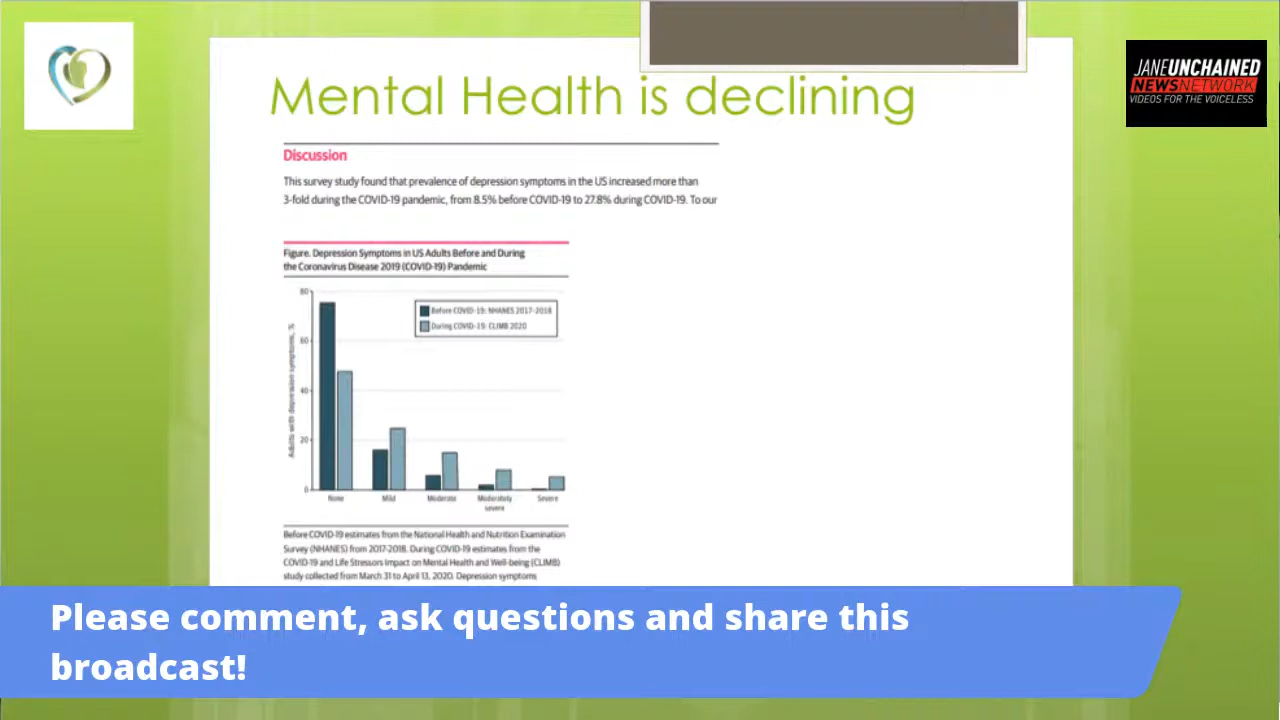 Mental Health is declining
JANEUNCHAINED
NEWSNETWORK
VIDEOS FOR THE VOICELESS
Discussion
This survey study found that prevalence of depression symptoms in the US increased more than
3-fold during the COVID-19 pandemic, from 8.5% before COVID-19 to 27.8% during COVID-19. To our
Figure. Depression Symptoms in US Adults Before and During
the Coronavirus Disease 2019 (COVID-19) Pandemic
Adults with depression symptoms, %
80
60
40
20
0
Before COVID-19: NHANES 2017-2018
During COVID-19: CLIMB 2020
None Mild Moderate Moderately Severe
severe
Before COVID-19 estimates from the National Health and Nutrition Examination
Survey (NHANES) from 2017-2018. During COVID-19 estimates from the
COVID-19 and Life Stressors Impact on Mental Health and Well-being (CLIMB)
study collected from March 31 to April 13, 2020. Depression symptoms
Please comment, ask questions and share this
broadcast!